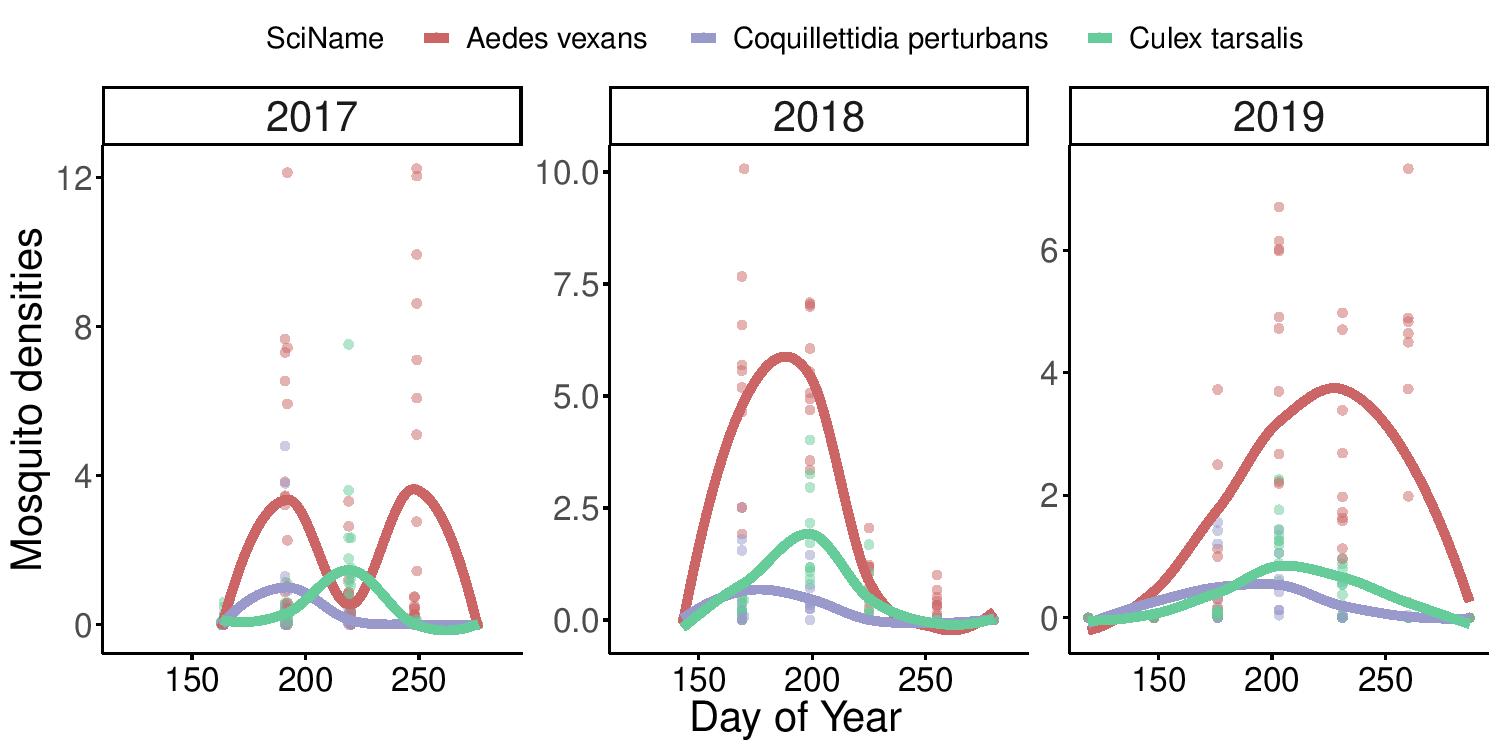 SciName Aedes vexans Coquillettidia perturbans Culex tarsalis
2017 2018 2019
Mosquito densities
12
8
4
0
10.0
7.5
5.0
2.5
0.0
6
4
2
0
150 200 250 150 200 250 150 200 250
Day of Year